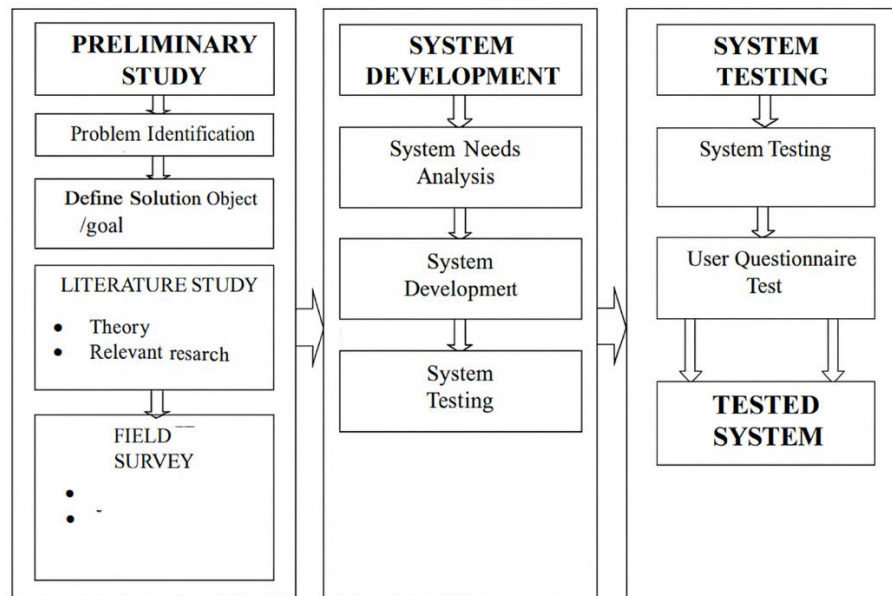 PRELIMINARY
STUDY
Problem Identification
Define Solution Object
/goal
LITERATURE STUDY
• Theory
• Relevant resarch
FIELD
SURVEY
•
•
SYSTEM
DEVELOPMENT
System Needs
Analysis
System
Development
System
Testing
SYSTEM
TESTING
System Testing
User Questionnaire
Test
TESTED
SYSTEM